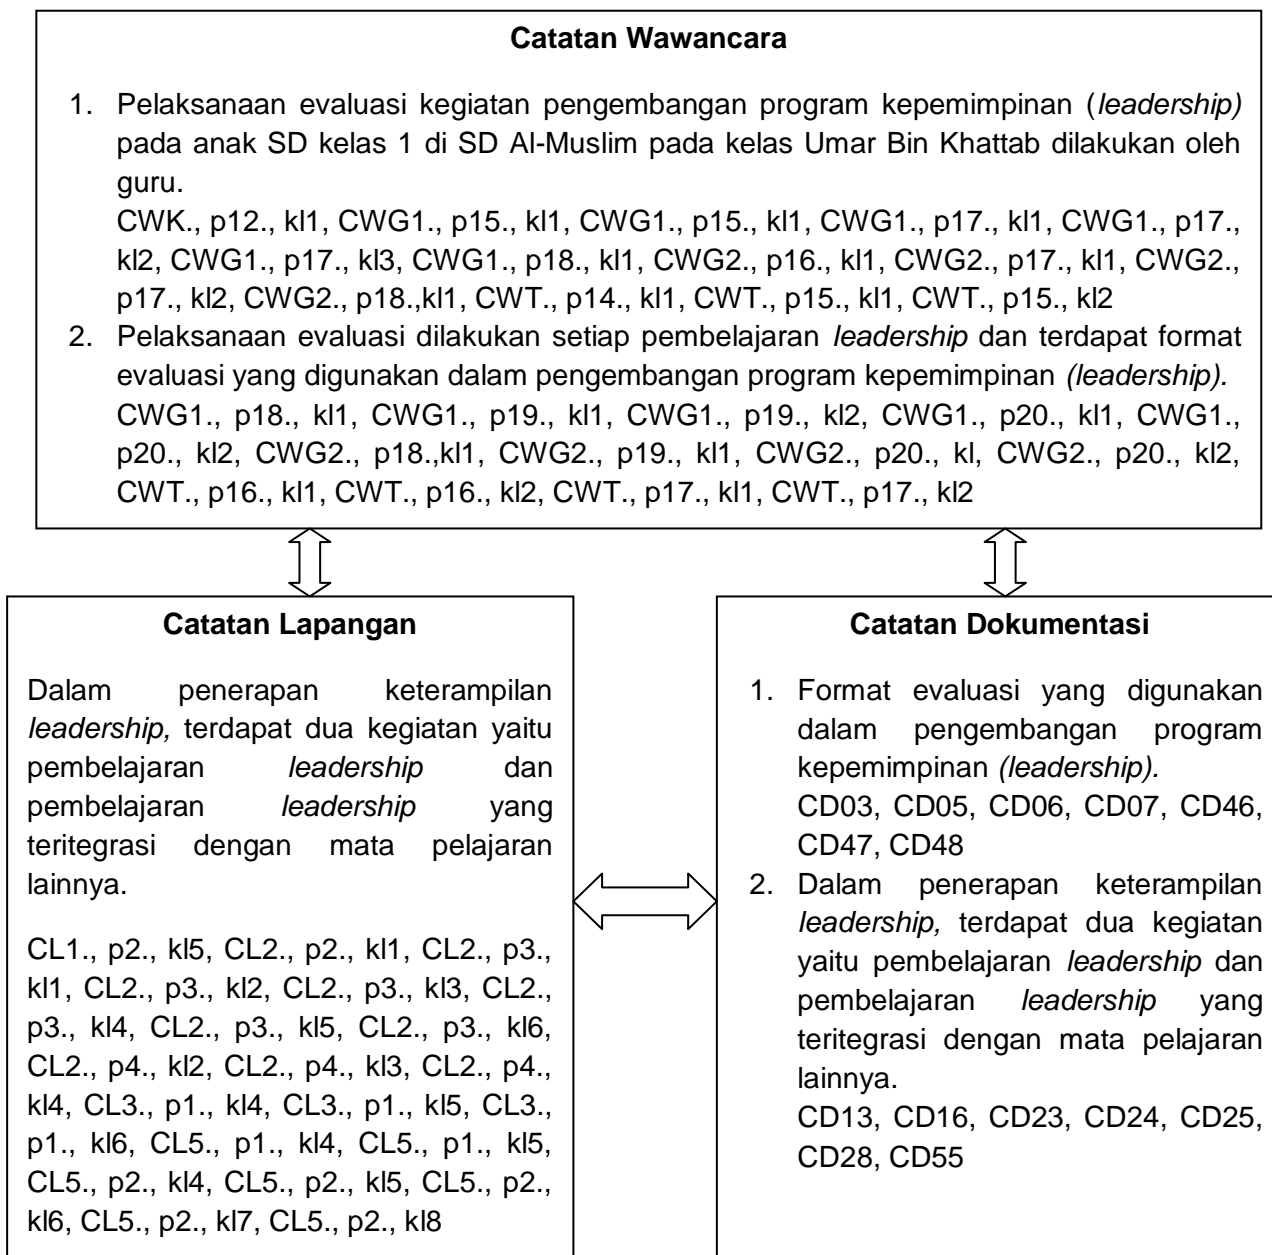 Catatan Wawancara
1. Pelaksanaan evaluasi kegiatan pengembangan program kepemimpinan (leadership)
pada anak SD kelas 1 di SD Al-Muslim pada kelas Umar Bin Khattab dilakukan oleh
guru.
CWK., p12., kl1, CWG1., p15., kl1, CWG1., p15., kl1, CWG1., p17., kl1, CWG1., p17.,
kl2, CWG1., p17., kl3, CWG1., p18., kl1, CWG2., p16., kl1, CWG2., p17., kl1, CWG2.,
p17., kl2, CWG2., p18.,kl1, CWT., p14., kl1, CWT., p15., kl1, CWT., p15., kl2
2. Pelaksanaan evaluasi dilakukan setiap pembelajaran leadership dan terdapat format
evaluasi yang digunakan dalam pengembangan program kepemimpinan (leadership).
CWG1., p18., kl1, CWG1., p19., kl1, CWG1., p19., kl2, CWG1., p20., kl1, CWG1.,
p20., kl2, CWG2., p18.,kl1, CWG2., p19., kl1, CWG2., p20., kl, CWG2., p20., kl2,
CWT., p16., kl1, CWT., p16., kl2, CWT., p17., kl1, CWT., p17., kl2
Catatan Lapangan
Dalam penerapan keterampilan
leadership, terdapat dua kegiatan yaitu
pembelajaran leadership dan
pembelajaran leadership yang
teritegrasi dengan mata pelajaran
lainnya.
CL1., p2., kl5, CL2., p2., kl1, CL2., p3.,
kl1, CL2., p3., kl2, CL2., p3., kl3, CL2.,
p3., kl4, CL2., p3., kl5, CL2., p3., kl6,
CL2., p4., kl2, CL2., p4., kl3, CL2., p4.,
kl4, CL3., p1., kl4, CL3., p1., kl5, CL3.,
p1., kl6, CL5., p1., kl4, CL5., p1., kl5,
CL5., p2., kl4, CL5., p2., kl5, CL5., p2.,
kl6, CL5., p2., kl7, CL5., p2., kl8
Catatan Dokumentasi
1. Format evaluasi yang digunakan
dalam pengembangan program
kepemimpinan (leadership).
CD03, CD05, CD06, CD07, CD46,
CD47, CD48
2. Dalam penerapan keterampilan
leadership, terdapat dua kegiatan
yaitu pembelajaran leadership dan
pembelajaran leadership yang
teritegrasi dengan mata pelajaran
lainnya.
CD13, CD16, CD23, CD24, CD25,
CD28, CD55